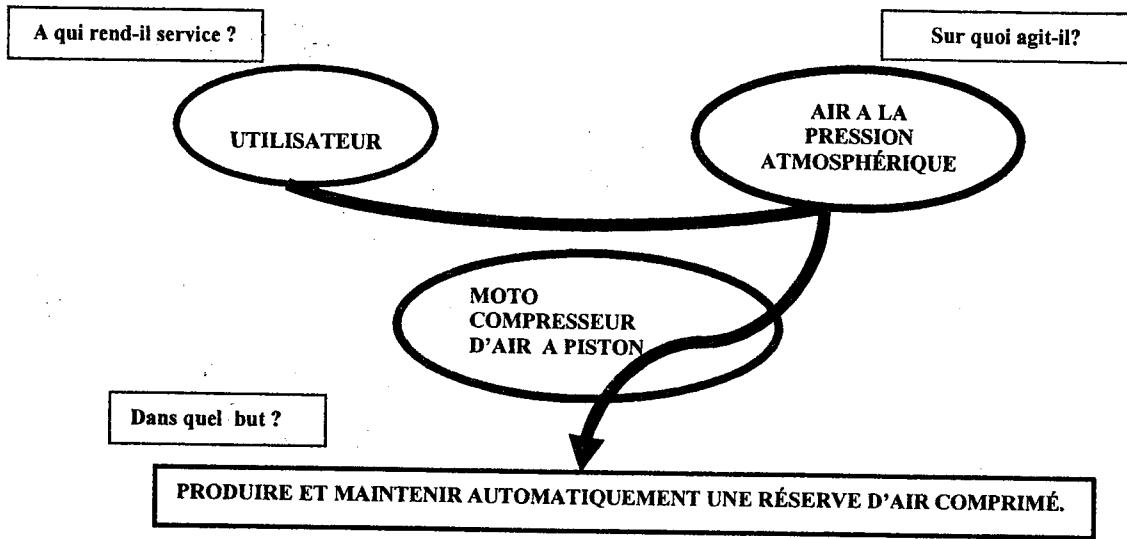 A qui rend-il service ?
Sur quoi agit-il?
UTILISATEUR
AIR A LA
PRESSION
ATMOSPHÉRIQUE
MOTO
COMPRESSEUR
D'AIR A PISTON
Dans quel but ?
PRODUIRE ET MAINTENIR AUTOMATIQUEMENT UNE RÉSERVE D'AIR COMPRIMÉ.